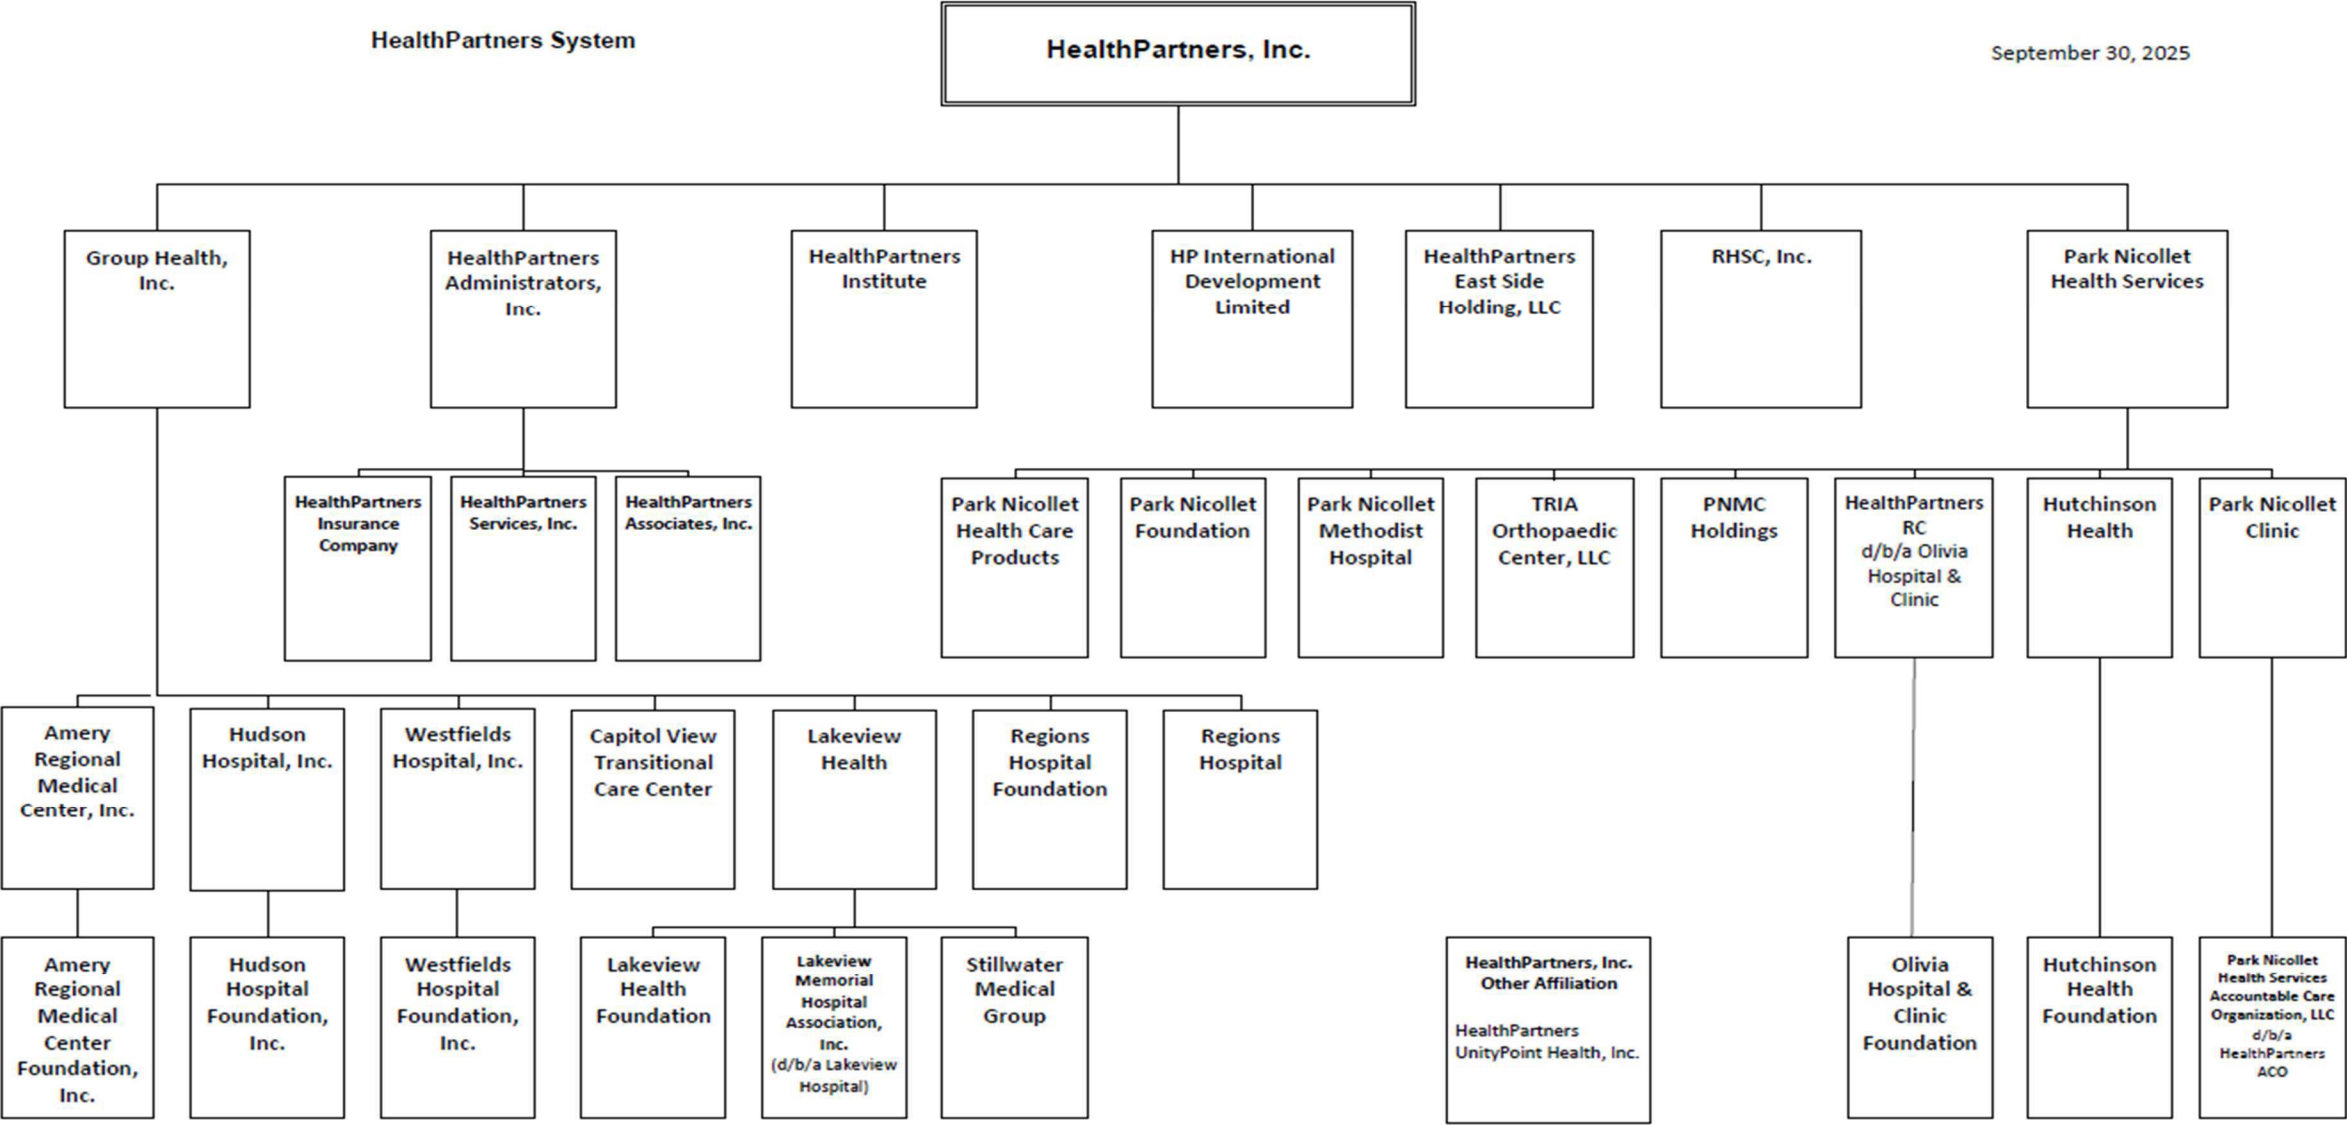 HealthPartners System
HealthPartners, Inc.
September 30, 2025
Group Health,
Inc.
HealthPartners
Administrators,
Inc.
HealthPartners
Institute
HP International
Development
Limited
HealthPartners
East Side
Holding, LLC
RHSC, Inc.
Park Nicollet
Health Services
HealthPartners
Insurance
Company
HealthPartners
Services, Inc.
HealthPartners
Associates, Inc.
Park Nicollet
Health Care
Products
Park Nicollet
Foundation
Park Nicollet
Methodist
Hospital
TRIA
Orthopaedic
Center, LLC
PNMC
Holdings
HealthPartners
RC
d/b/a Olivia
Hospital &
Clinic
Hutchinson
Health
Park Nicollet
Clinic
Amery
Regional
Medical
Center, Inc.
Hudson
Hospital, Inc.
Westfields
Hospital, Inc.
Capitol View
Transitional
Care Center
Lakeview
Health
Regions
Hospital
Foundation
Regions
Hospital
Amery
Regional
Medical
Center
Foundation,
Inc.
Hudson
Hospital
Foundation,
Inc.
Westfields
Hospital
Foundation,
Inc.
Lakeview
Health
Foundation
Lakeview
Memorial
Hospital
Association,
Inc.
(d/b/a Lakeview
Hospital)
Stillwater
Medical
Group
HealthPartners, Inc.
Other Affiliation
HealthPartners
UnityPoint Health, Inc.
Olivia
Hospital &
Clinic
Foundation
Hutchinson
Health
Foundation
Park Nicollet
Health Services
Accountable Care
Organization, LLC
d/b/a
HealthPartners
ACO